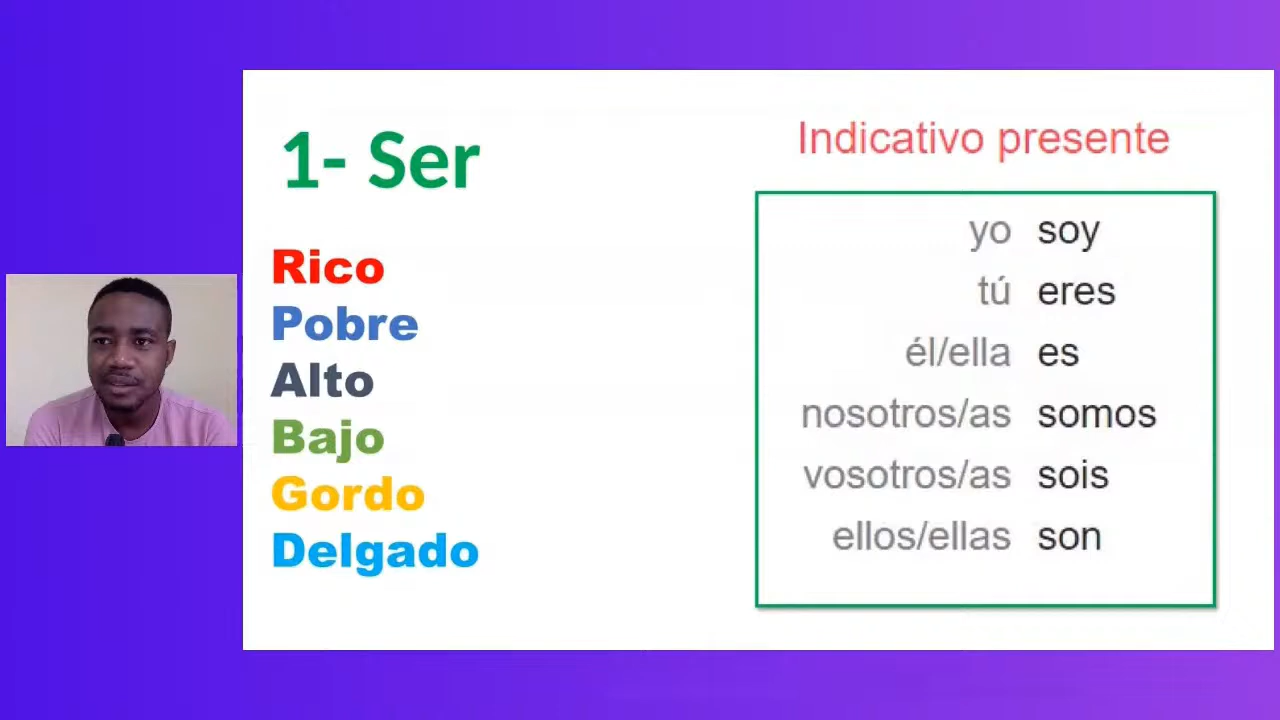 1- Ser
Rico
Pobre
Alto
Bajo
Gordo
Delgado
Indicativo presente
yo soy
tú eres
él/ella es
nosotros/as somos
vosotros/as sois
ellos/ellas son